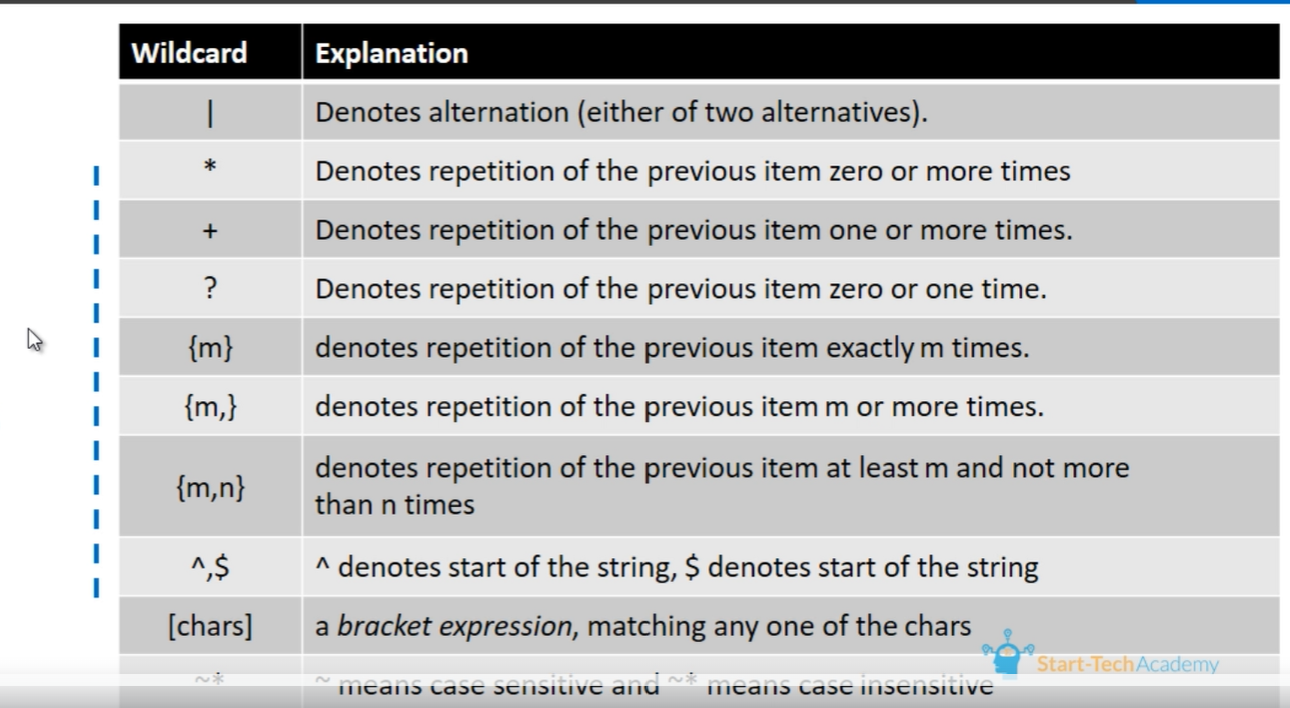 Wildcard Explanation
| Denotes alternation (either of two alternatives).
* Denotes repetition of the previous item zero or more times
+ Denotes repetition of the previous item one or more times.
? Denotes repetition of the previous item zero or one time.
{m} denotes repetition of the previous item exactly m times.
{m,} denotes repetition of the previous item m or more times.
{m,n} denotes repetition of the previous item at least m and not more
than n times
^,$ ^ denotes start of the string, $ denotes start of the string
[chars] a bracket expression, matching any one of the chars
Start-Tech Academy
~* ~ means case sensitive and ~* means case insensitive